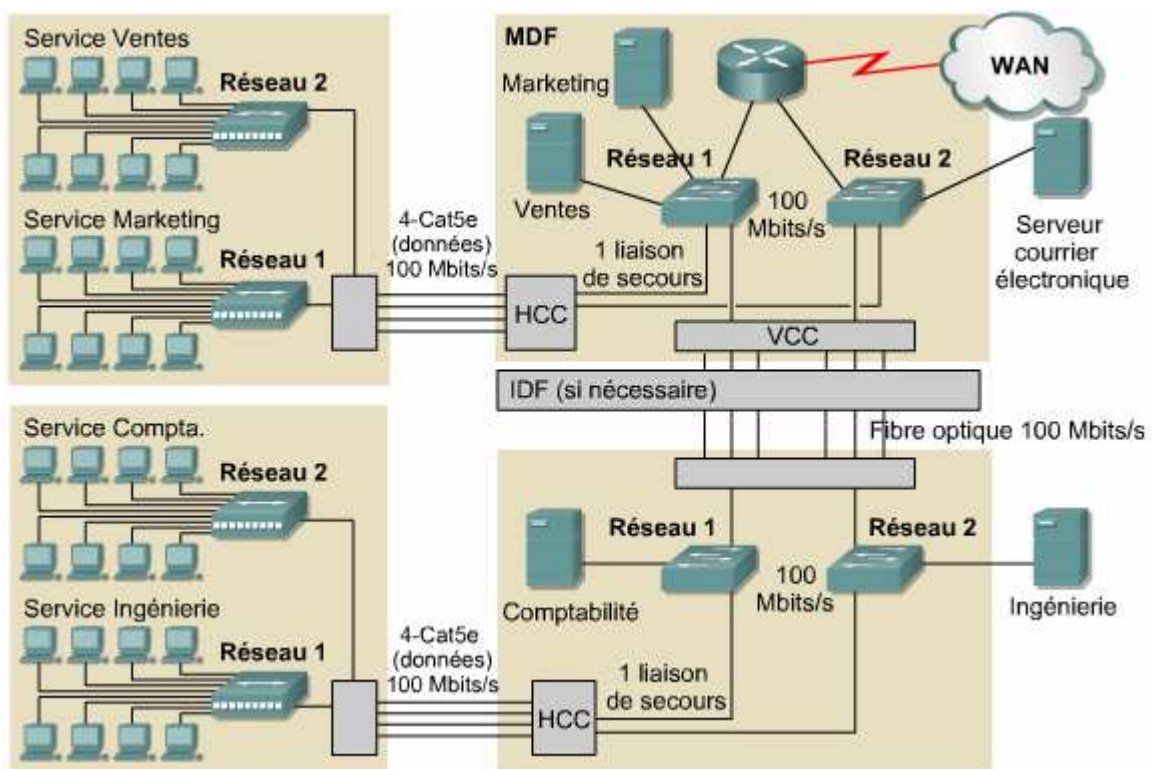 Service Ventes
Réseau 2
Service Marketing
Réseau 1
4-Cat5e
(données)
100 Mbits/s
MDF
Marketing
WAN
Réseau 1
Réseau 2
Ventes
100
Mbits/s
Serveur
courrier
électronique
1 liaison
de secours
HCC
VCC
IDF (si nécessaire)
Fibre optique 100 Mbits/s
Service Compta.
Réseau 2
Service Ingénierie
Réseau 1
4-Cat5e
(données)
100 Mbits/s
Réseau 1
Réseau 2
Comptabilité
100
Mbits/s
Ingénierie
1 liaison
de secours
HCC